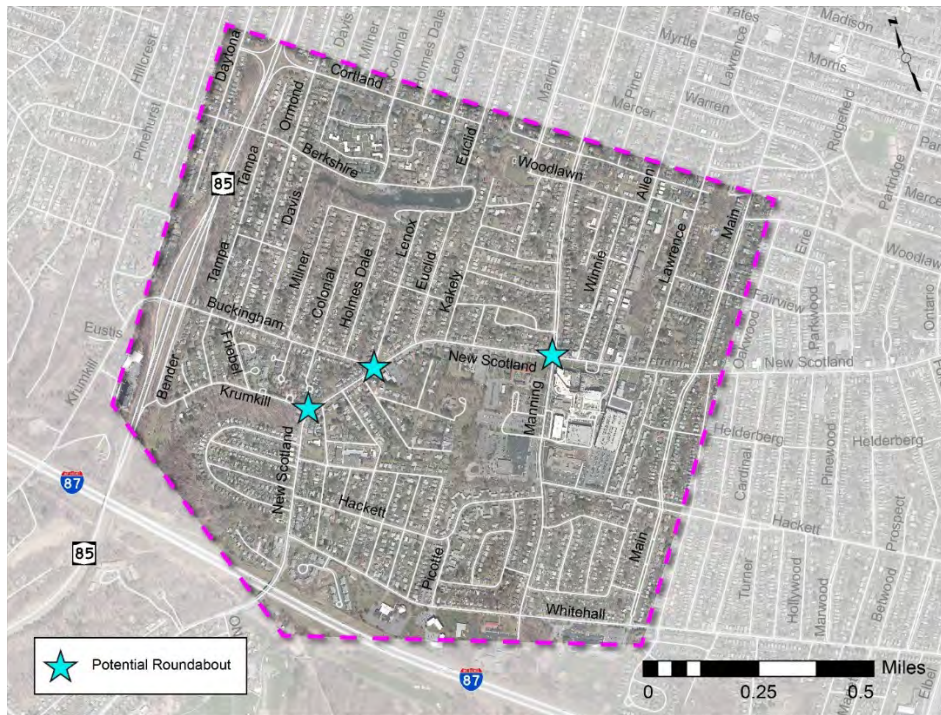 Yates
Madison
Davis
Milner
Colonial
Holmes Dale
Lenox
Hillcrest
Daytona
Myrtle
Lawrence
Morris
Marion
Pine
Ridgefield
Cortland
Mercer
Warren
Pinehurst
Ormond
Partridge
Berkshire
Euclid
Woodlawn
Allen
Mercer
85
Tampa
Davis
Lenox
Lawrence
Main
Erie
Woodlawn
Tampa
Milner
Euclid
Winnie
Colonial
Holmes Dale
Kakely
Fairview
Parkwood
Ontario
Buckingham
Oakwood
Eustis
Friebel
New Scotland
New Scotland
Krumkill
Bender
Krumkill
Manning
Helderberg
Helderberg
New Scotland
Cardinal
Pinewood
87
Hackett
Hackett
Prospect
85
Picotte
Main
Turner
Hollywood
Marwood
Betwood
Whitehall
Potential Roundabout
87
Miles
0
0.25
0.5
Elbel